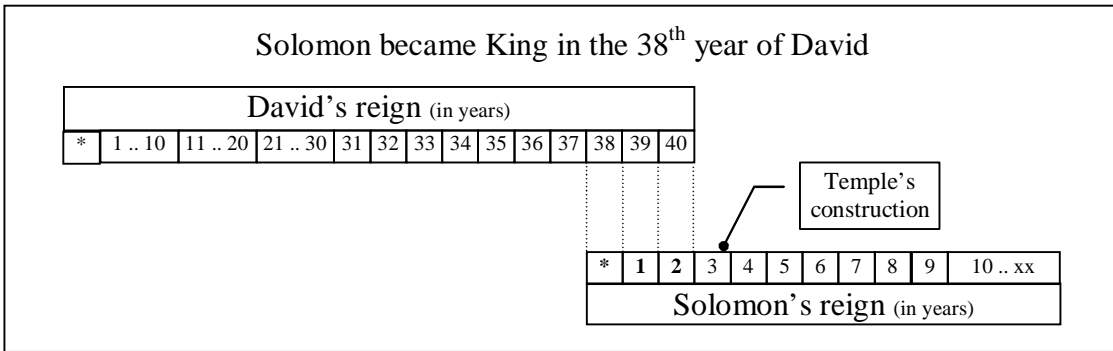 Solomon became King in the 38th year of David
David’s reign (in years)
* 1 .. 10 11 .. 20 21 .. 30 31 32 33 34 35 36 37 38 39 40
Temple’s
construction
* 1 2 3 4 5 6 7 8 9 10 .. xx
Solomon’s reign (in years)